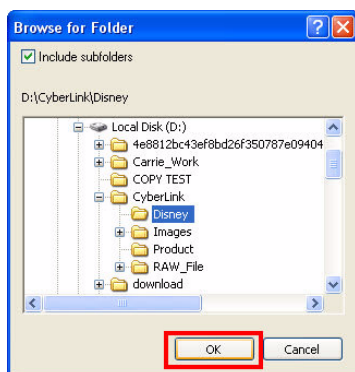 Browse for Folder
Include subfolders
D:\CyberLink\Disney
Local Disk (D:)
4e8812bc43ef8bd26f350787e09404
Carrie_Work
COPY TEST
CyberLink
Disney
Images
Product
RAW_File
download
OK Cancel